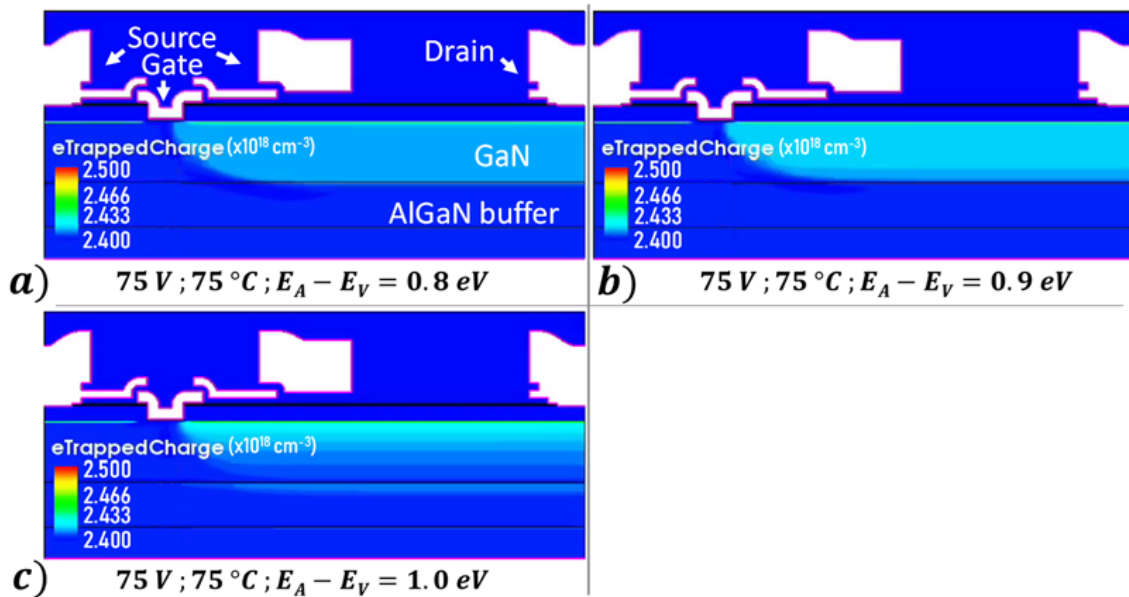 Source
Gate
Drain
eTrappedCharge (x10¹⁸ cm⁻³)
2.500
2.466
2.433
2.400
GaN
AlGaN buffer
a) 75 V ; 75 °C ; E_A − E_V = 0.8 eV
eTrappedCharge (x10¹⁸ cm⁻³)
2.500
2.466
2.433
2.400
b) 75 V ; 75 °C ; E_A − E_V = 0.9 eV
eTrappedCharge (x10¹⁸ cm⁻³)
2.500
2.466
2.433
2.400
c) 75 V ; 75 °C ; E_A − E_V = 1.0 eV